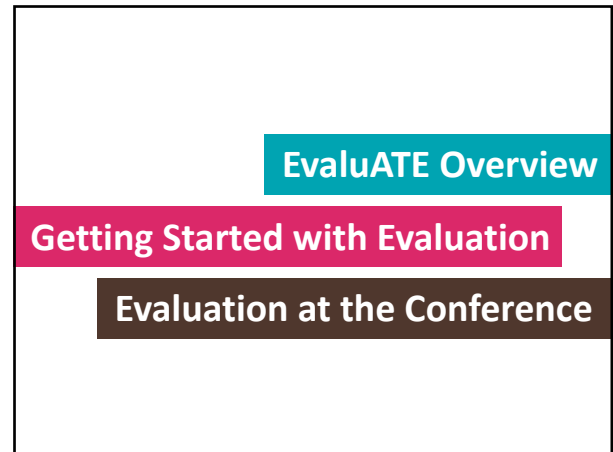 EvaluATE Overview
Getting Started with Evaluation
Evaluation at the Conference